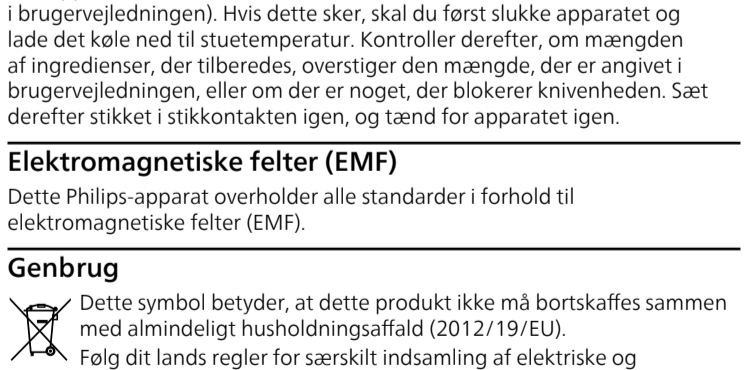 i brugervejledningen). Hvis dette sker, skal du først slukke apparatet og
lade det køle ned til stuetemperatur. Kontroller derefter, om mængden
af ingredienser, der tilberedes, overstiger den mængde, der er angivet i
brugervejledningen, eller om der er noget, der blokerer knivenheden. Sæt
derefter stikket i stikkontakten igen, og tænd for apparatet igen.
Elektromagnetiske felter (EMF)
Dette Philips-apparat overholder alle standarder i forhold til
elektromagnetiske felter (EMF).
Genbrug
Dette symbol betyder, at dette produkt ikke må bortskaffes sammen
med almindeligt husholdningsaffald (2012/19/EU).
Følg dit lands regler for særskilt indsamling af elektriske og